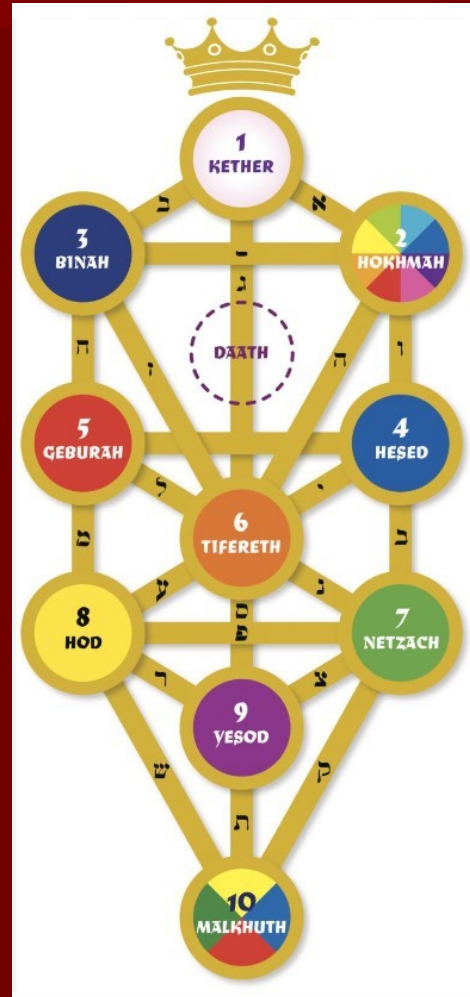 1
KETHER
ב
א
3
BINAH
2
HOKHMAH
ג
DAATH
ח
ז
ה
ו
5
GEBURAH
4
HESED
ל
י
6
TIFERETH
מ
ע
נ
8
HOD
ס
פ
7
NETZACH
ר
צ
9
YESOD
ש
ק
ת
10
MALKHUTH